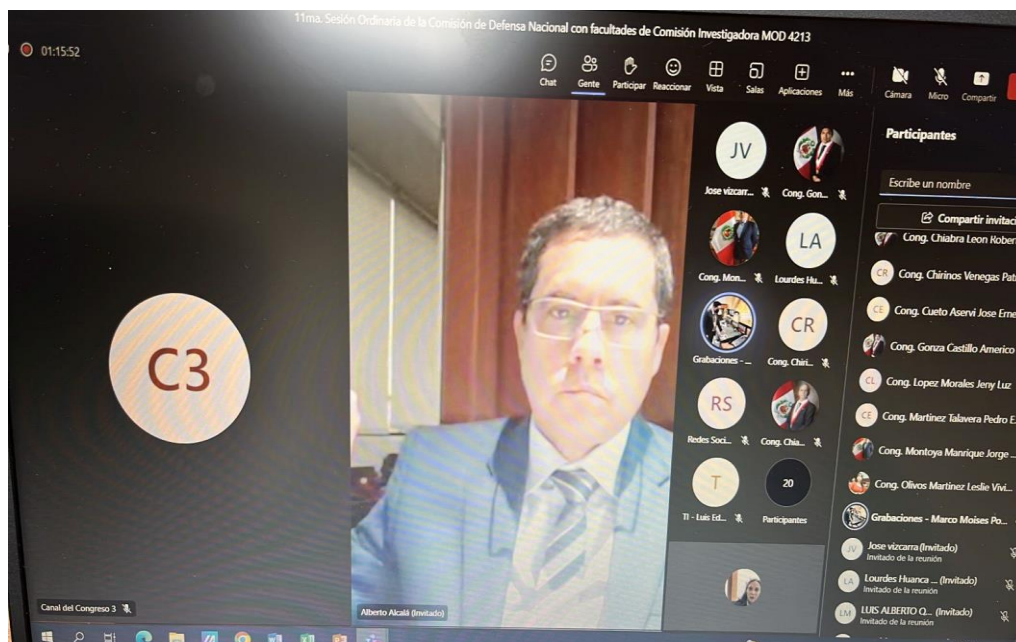 11ma. Sesión Ordinaria de la Comisión de Defensa Nacional con facultades de Comisión Investigadora MOD 4213
01:15:52
Chat
Gente
Participar
Reaccionar
Vista
Salas
Aplicaciones
Más
Cámara
Micro
Compartir
C3
Canal del Congreso 3
Alberto Alcalá (Invitado)
JV
Jose vizcarr...
Cong. Gon...
Cong. Mon...
LA
Lourdes Hu...
Grabaciones - ...
CR
Cong. Chiri...
RS
Redes Soci...
Cong. Chia...
T
TI - Luis Ed...
20
Participantes
Participantes
Escribe un nombre
Compartir invitaci
Cong. Chiabra Leon Rober
CR
Cong. Chirinos Venegas Pat
CE
Cong. Cueto Aservi Jose Erne
Cong. Gonza Castillo Americo
CL
Cong. Lopez Morales Jeny Luz
CE
Cong. Martinez Talavera Pedro E
Cong. Montoya Manrique Jorge ...
Cong. Olivos Martinez Leslie Vivi...
Grabaciones - Marco Moises Po...
JV
Jose vizcarra (Invitado)
Invitado de la reunión
LA
Lourdes Huanca ... (Invitado)
Invitado de la reunión
LM
LUIS ALBERTO Q... (Invitado)
Invitado de la reunión